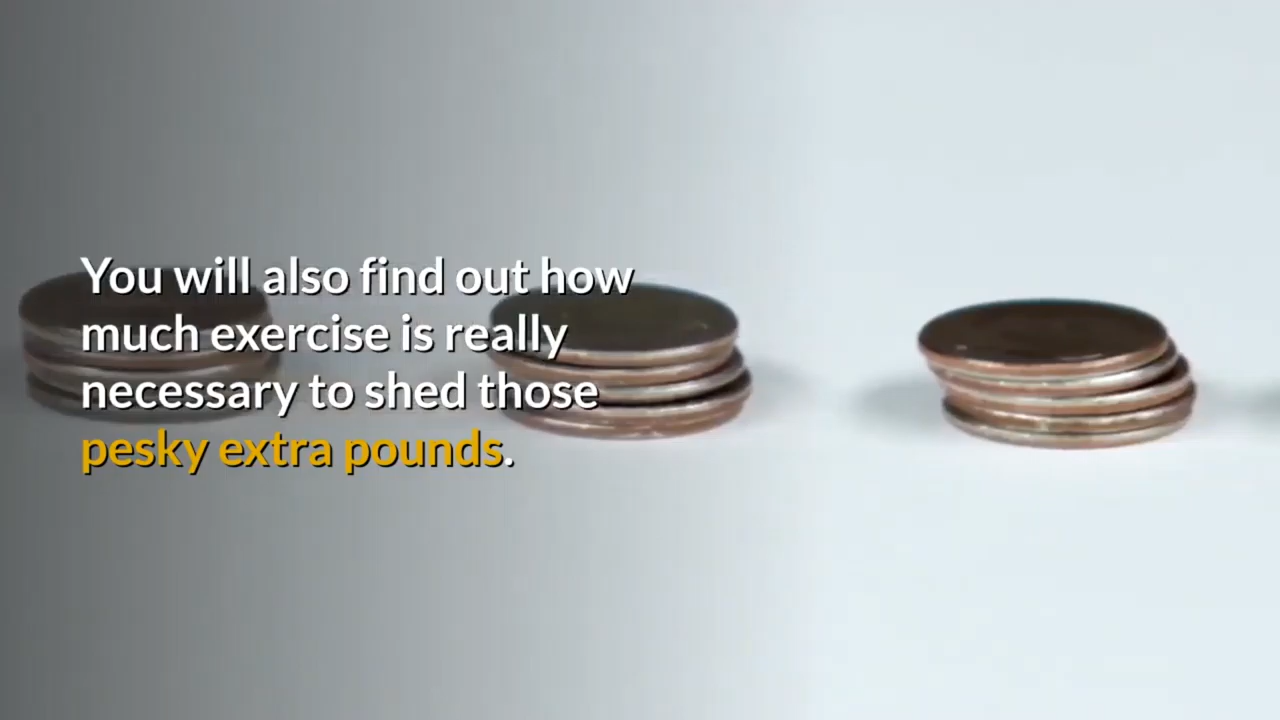 You will also find out how
much exercise is really
necessary to shed those
pesky extra pounds.